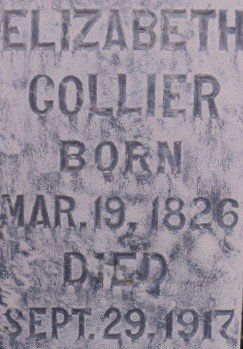 ELIZABETH
COLLIER
BORN
MAR. 19, 1826
DIED
SEPT. 29, 1917